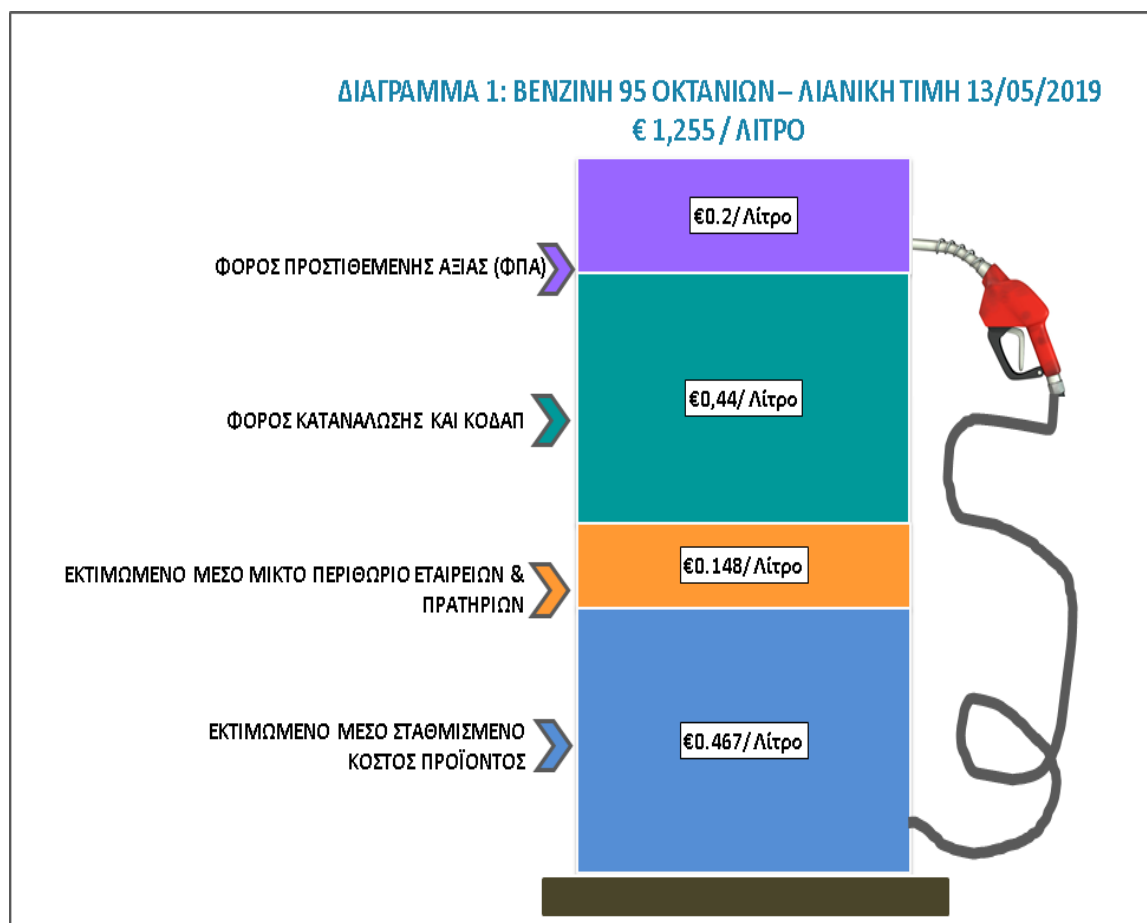 ΔΙΑΓΡΑΜΜΑ 1: ΒΕΝΖΙΝΗ 95 ΟΚΤΑΝΙΩΝ – ΛΙΑΝΙΚΗ ΤΙΜΗ 13/05/2019
€ 1,255 / ΛΙΤΡΟ
€0.2/ Λίτρο
ΦΟΡΟΣ ΠΡΟΣΤΙΘΕΜΕΝΗΣ ΑΞΙΑΣ (ΦΠΑ)
€0,44/ Λίτρο
ΦΟΡΟΣ ΚΑΤΑΝΑΛΩΣΗΣ ΚΑΙ ΚΟΔΑΠ
€0.148/ Λίτρο
ΕΚΤΙΜΩΜΕΝΟ ΜΕΣΟ ΜΙΚΤΟ ΠΕΡΙΘΩΡΙΟ ΕΤΑΙΡΕΙΩΝ &
ΠΡΑΤΗΡΙΩΝ
€0.467/ Λίτρο
ΕΚΤΙΜΩΜΕΝΟ ΜΕΣΟ ΣΤΑΘΜΙΣΜΕΝΟ
ΚΟΣΤΟΣ ΠΡΟΪΟΝΤΟΣ